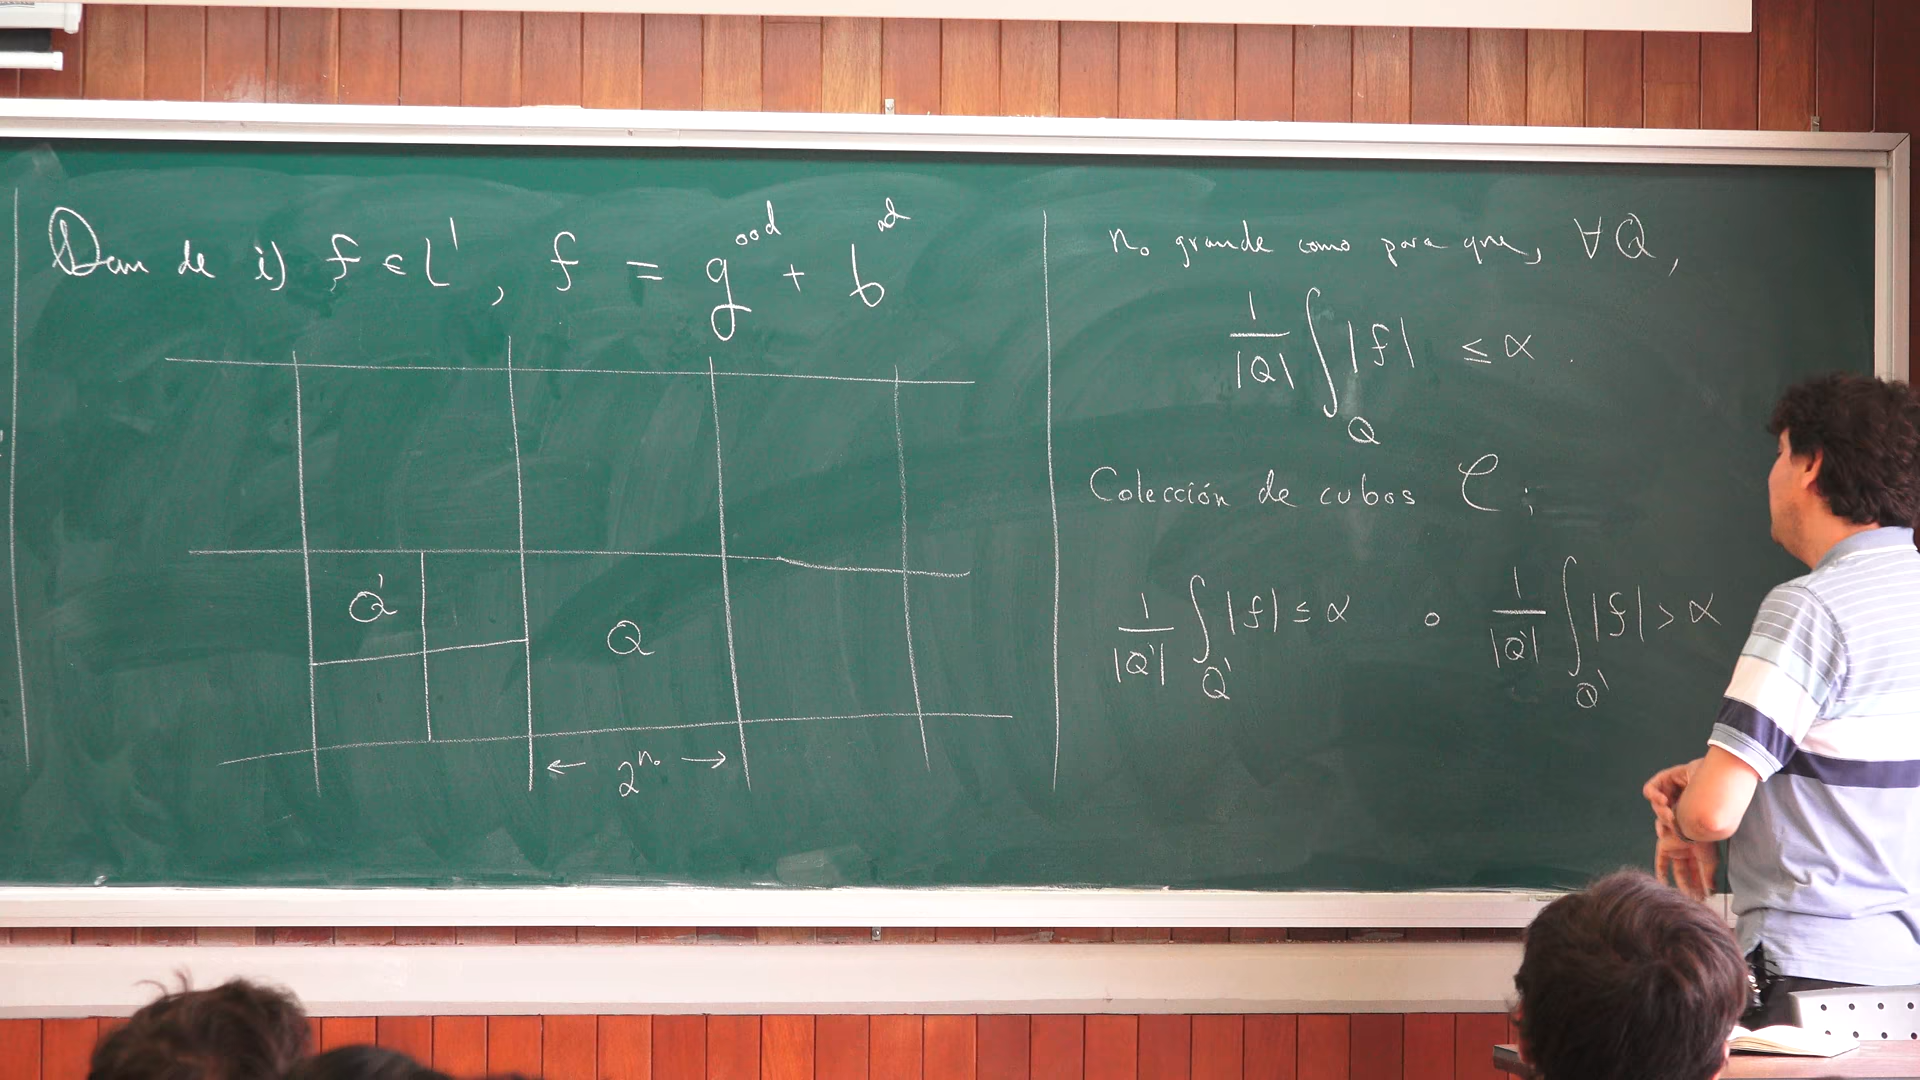 Dem de i) f ∈ L¹, f = g^ood + b^ad
Q'
Q
← 2^n₀ →
n₀ grande como para que, ∀Q,
1/|Q| ∫_Q |f| ≤ α.
Colección de cubos C:
1/|Q'| ∫_Q' |f| ≤ α o 1/|Q'| ∫_Q' |f| > α